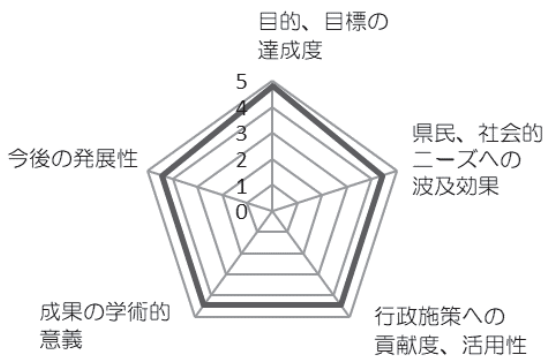 目的、目標の
達成度
5
4
3
2
1
0
県民、社会的
ニーズへの
波及効果
今後の発展性
成果の学術的
意義
行政施策への
貢献度、活用性